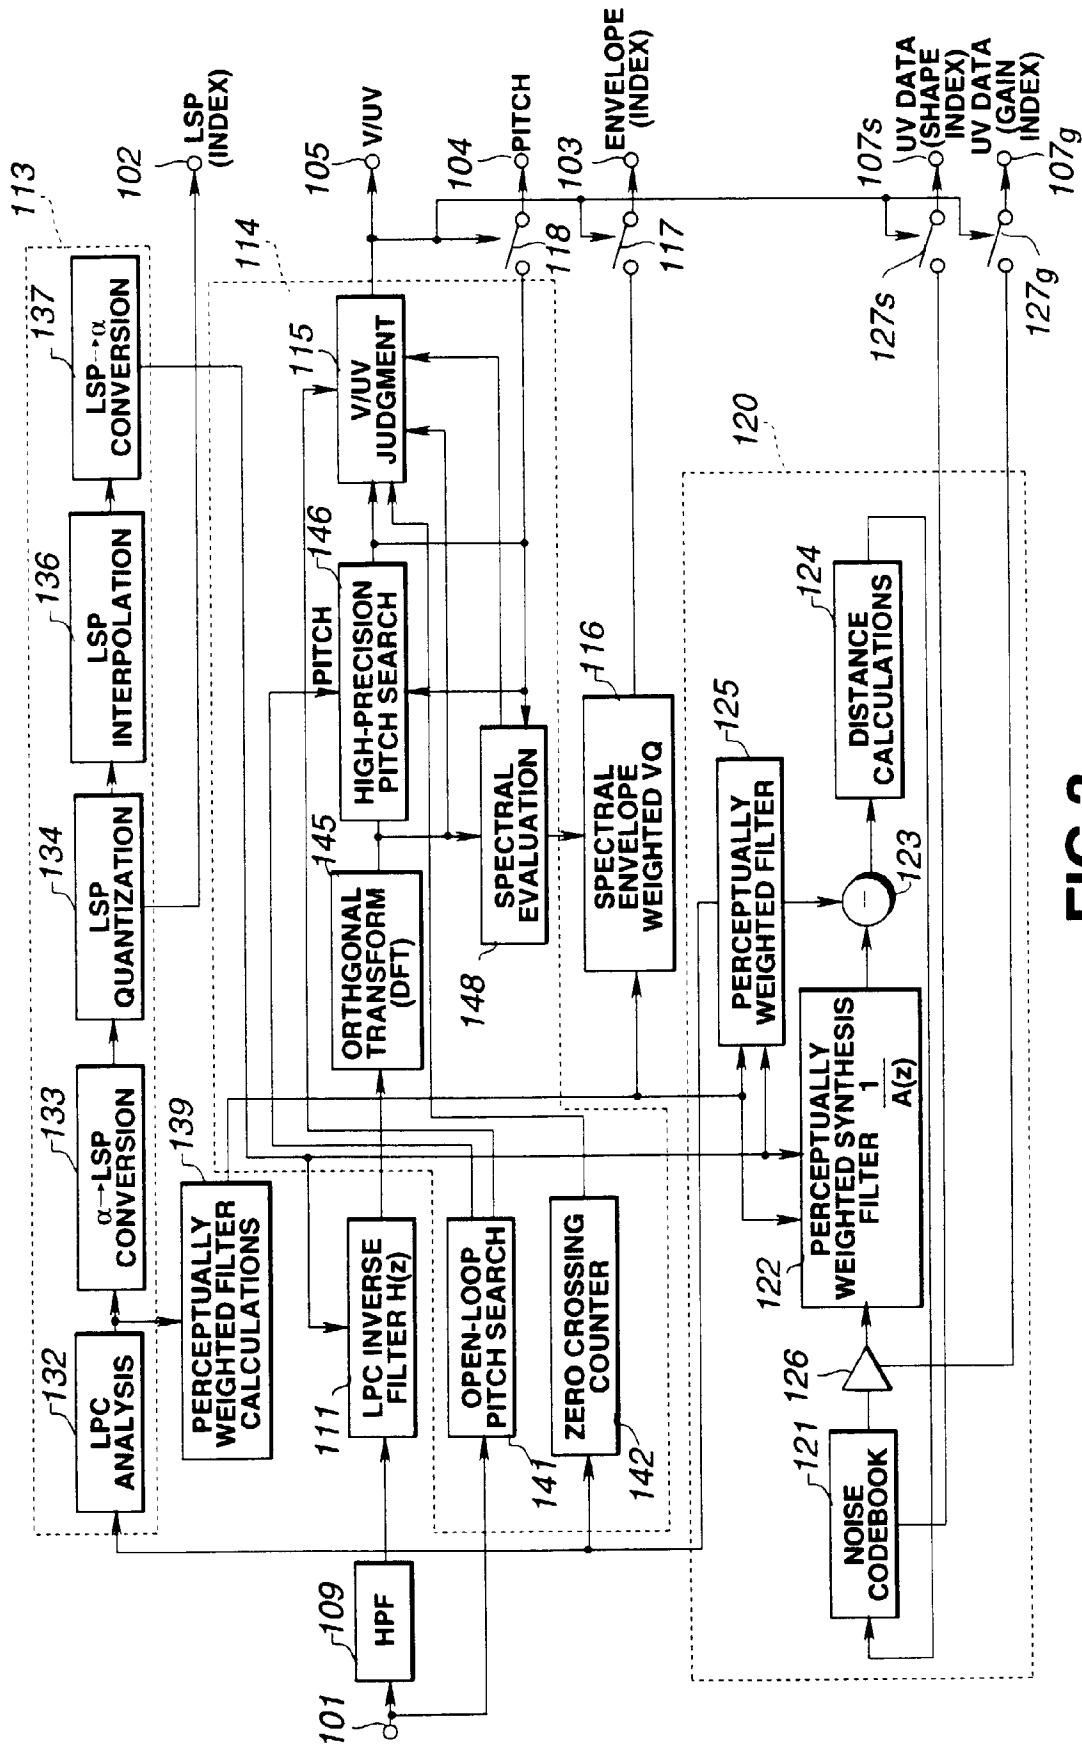 113
132
LPC
ANALYSIS
133
α→LSP
CONVERSION
134
LSP
QUANTIZATION
136
LSP
INTERPOLATION
137
LSP→α
CONVERSION
102
LSP
(INDEX)
139
PERCEPTUALLY
WEIGHTED FILTER
CALCULATIONS
114
101
109
HPF
111
LPC INVERSE
FILTER H(z)
145
ORTHGONAL
TRANSFORM
(DFT)
PITCH
146
HIGH-PRECISION
PITCH SEARCH
115
V/UV
JUDGMENT
105
V/UV
141
OPEN-LOOP
PITCH SEARCH
142
ZERO CROSSING
COUNTER
148
SPECTRAL
EVALUATION
118
104
PITCH
116
SPECTRAL
ENVELOPE
WEIGHTED VQ
117
103
ENVELOPE
(INDEX)
120
125
PERCEPTUALLY
WEIGHTED FILTER
121
NOISE
CODEBOOK
126
122
PERCEPTUALLY
WEIGHTED SYNTHESIS
FILTER 1
A(z)
123
124
DISTANCE
CALCULATIONS
127s
107s
UV DATA
(SHAPE
INDEX)
127g
107g
UV DATA
(GAIN
INDEX)